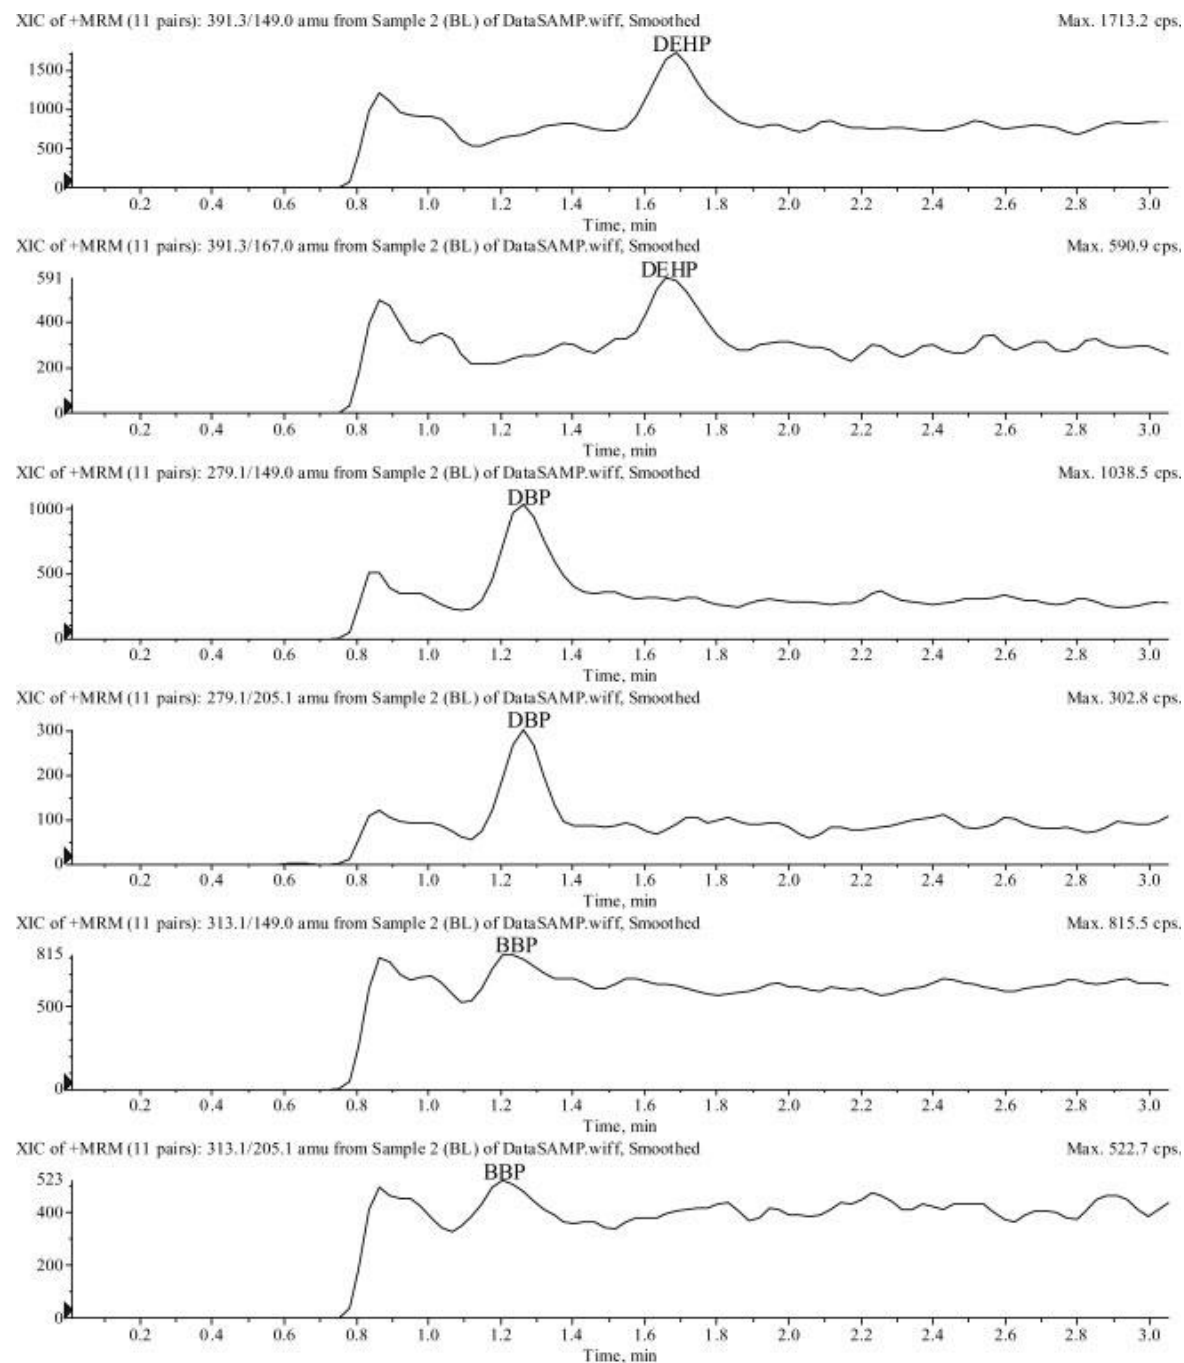 XIC of +MRM (11 pairs): 391.3/149.0 amu from Sample 2 (BL) of DataSAMP.wiff, Smoothed Max. 1713.2 cps.
DEHP
1500
1000
500
0
0.2 0.4 0.6 0.8 1.0 1.2 1.4 1.6 1.8 2.0 2.2 2.4 2.6 2.8 3.0
Time, min
XIC of +MRM (11 pairs): 391.3/167.0 amu from Sample 2 (BL) of DataSAMP.wiff, Smoothed Max. 590.9 cps.
DEHP
591
400
200
0
0.2 0.4 0.6 0.8 1.0 1.2 1.4 1.6 1.8 2.0 2.2 2.4 2.6 2.8 3.0
Time, min
XIC of +MRM (11 pairs): 279.1/149.0 amu from Sample 2 (BL) of DataSAMP.wiff, Smoothed Max. 1038.5 cps.
DBP
1000
500
0
0.2 0.4 0.6 0.8 1.0 1.2 1.4 1.6 1.8 2.0 2.2 2.4 2.6 2.8 3.0
Time, min
XIC of +MRM (11 pairs): 279.1/205.1 amu from Sample 2 (BL) of DataSAMP.wiff, Smoothed Max. 302.8 cps.
DBP
300
200
100
0
0.2 0.4 0.6 0.8 1.0 1.2 1.4 1.6 1.8 2.0 2.2 2.4 2.6 2.8 3.0
Time, min
XIC of +MRM (11 pairs): 313.1/149.0 amu from Sample 2 (BL) of DataSAMP.wiff, Smoothed Max. 815.5 cps.
BBP
815
500
0
0.2 0.4 0.6 0.8 1.0 1.2 1.4 1.6 1.8 2.0 2.2 2.4 2.6 2.8 3.0
Time, min
XIC of +MRM (11 pairs): 313.1/205.1 amu from Sample 2 (BL) of DataSAMP.wiff, Smoothed Max. 522.7 cps.
BBP
523
400
200
0
0.2 0.4 0.6 0.8 1.0 1.2 1.4 1.6 1.8 2.0 2.2 2.4 2.6 2.8 3.0
Time, min